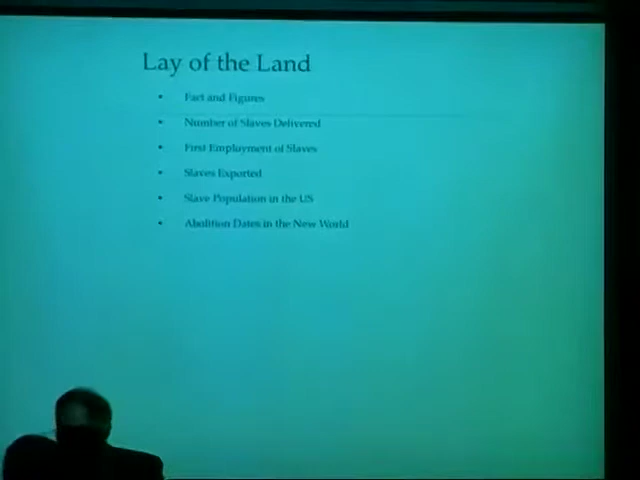 Lay of the Land
• Fact and Figures
• Number of Slaves Delivered
• First Employment of Slaves
• Slaves Exported
• Slave Population in the US
• Abolition Dates in the New World